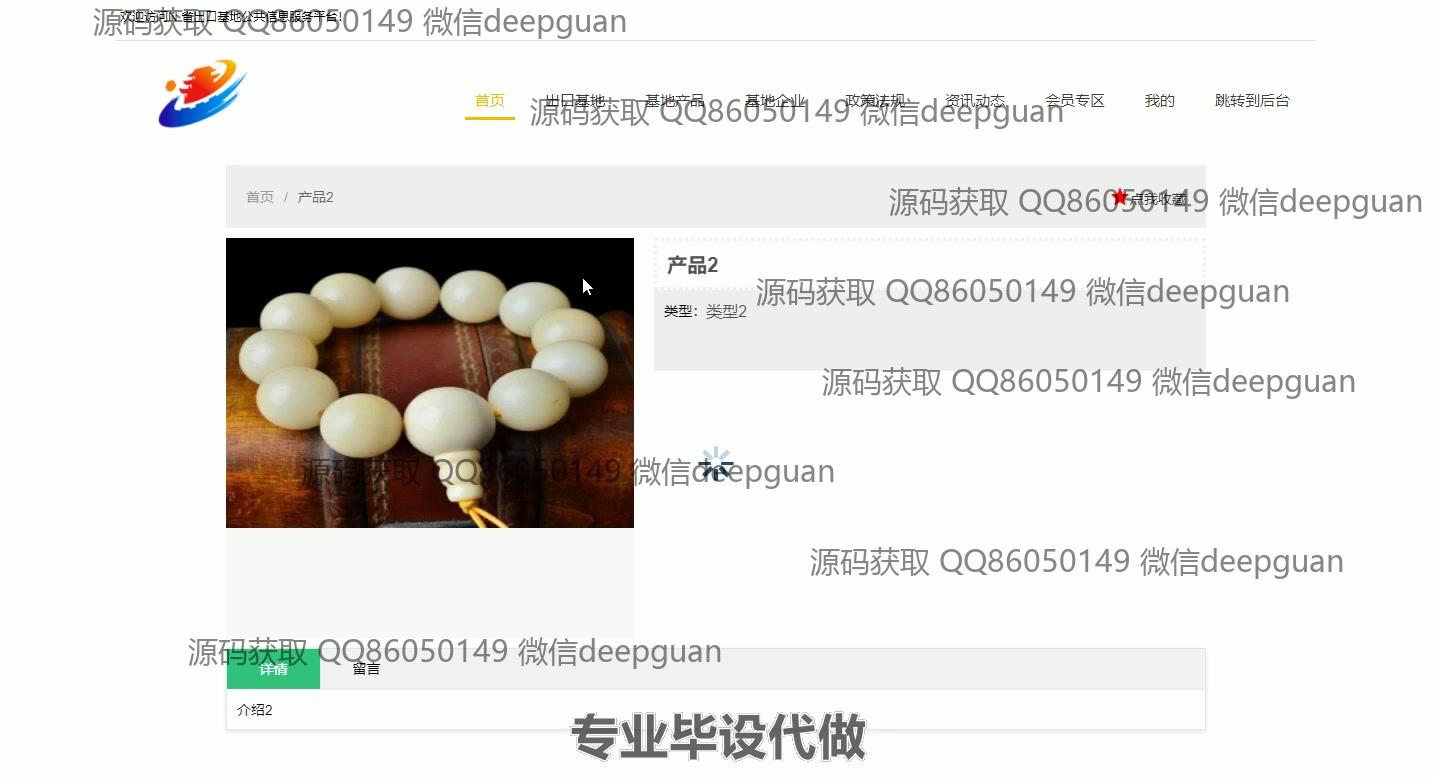 欢迎访问江省出口基地公共信息服务平台!
源码获取 QQ86050149 微信deepguan
首页 出口基地 基地产品 基地企业 政策法规 资讯动态 会员专区 我的 跳转到后台
源码获取 QQ86050149 微信deepguan
首页 / 产品2
点我收藏
源码获取 QQ86050149 微信deepguan
产品2
源码获取 QQ86050149 微信deepguan
类型：类型2
源码获取 QQ86050149 微信deepguan
源码获取 QQ86050149 微信deepguan
源码获取 QQ86050149 微信deepguan
源码获取 QQ86050149 微信deepguan
详情 留言
介绍2
专业毕设代做